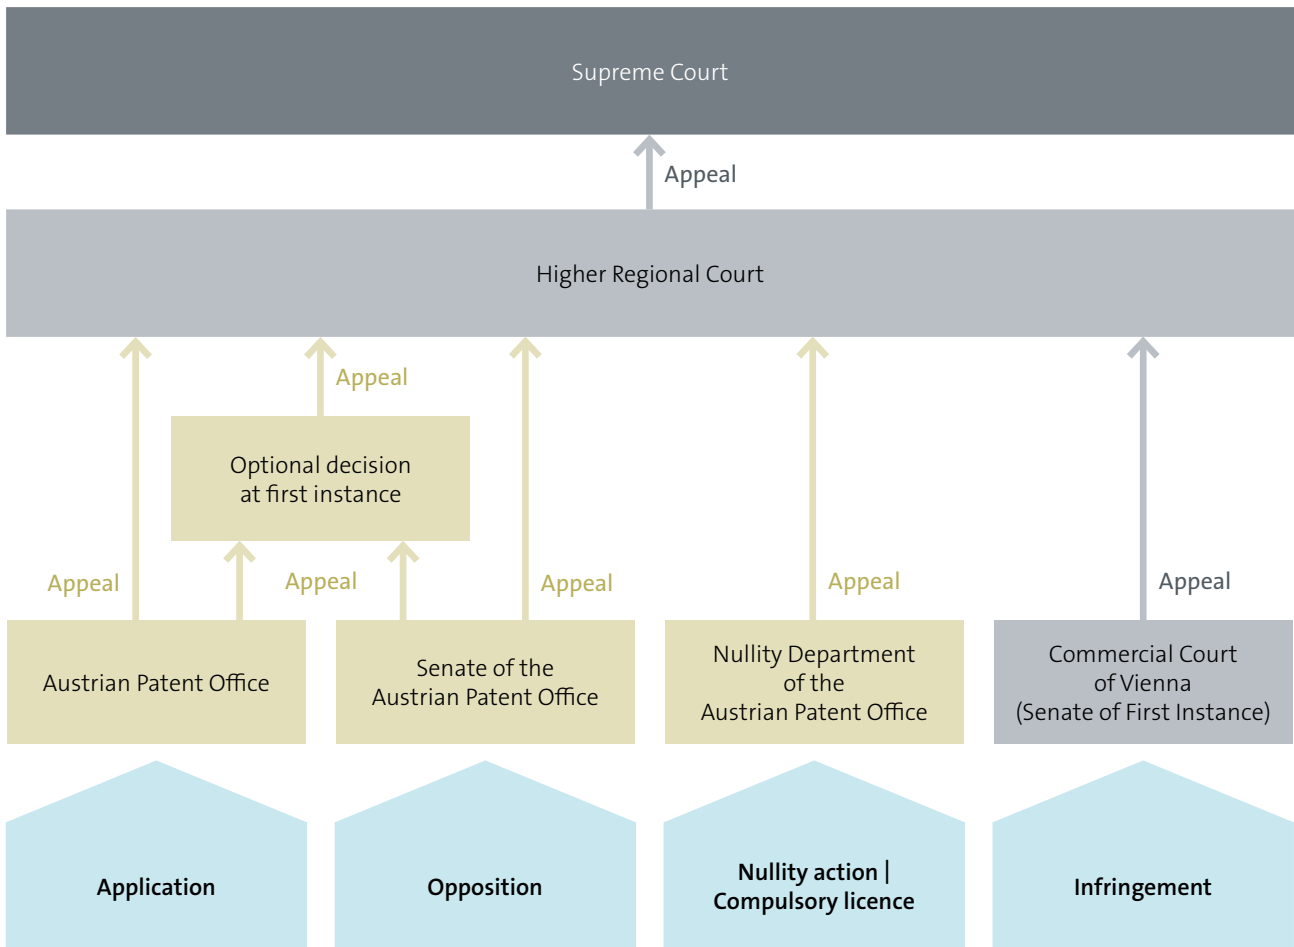 Supreme Court
Appeal
Higher Regional Court
Appeal
Optional decision
at first instance
Appeal
Appeal
Appeal
Appeal
Appeal
Austrian Patent Office
Senate of the
Austrian Patent Office
Nullity Department
of the
Austrian Patent Office
Commercial Court
of Vienna
(Senate of First Instance)
Application
Opposition
Nullity action |
Compulsory licence
Infringement